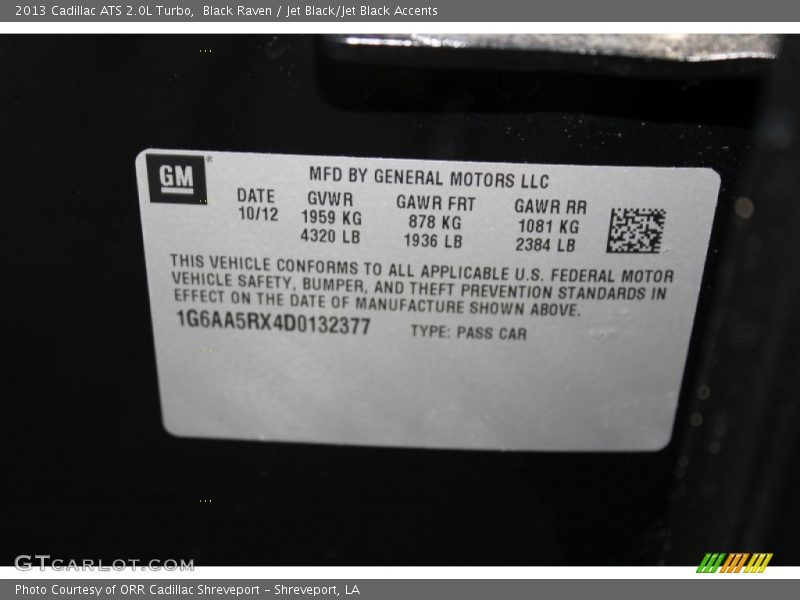 2013 Cadillac ATS 2.0L Turbo, Black Raven / Jet Black/Jet Black Accents
GM
MFD BY GENERAL MOTORS LLC
DATE GVWR GAWR FRT GAWR RR
10/12 1959 KG 878 KG 1081 KG
4320 LB 1936 LB 2384 LB
THIS VEHICLE CONFORMS TO ALL APPLICABLE U.S. FEDERAL MOTOR
VEHICLE SAFETY, BUMPER, AND THEFT PREVENTION STANDARDS IN
EFFECT ON THE DATE OF MANUFACTURE SHOWN ABOVE.
1G6AA5RX4D0132377 TYPE: PASS CAR
GTCARLOT.COM
Photo Courtesy of ORR Cadillac Shreveport - Shreveport, LA